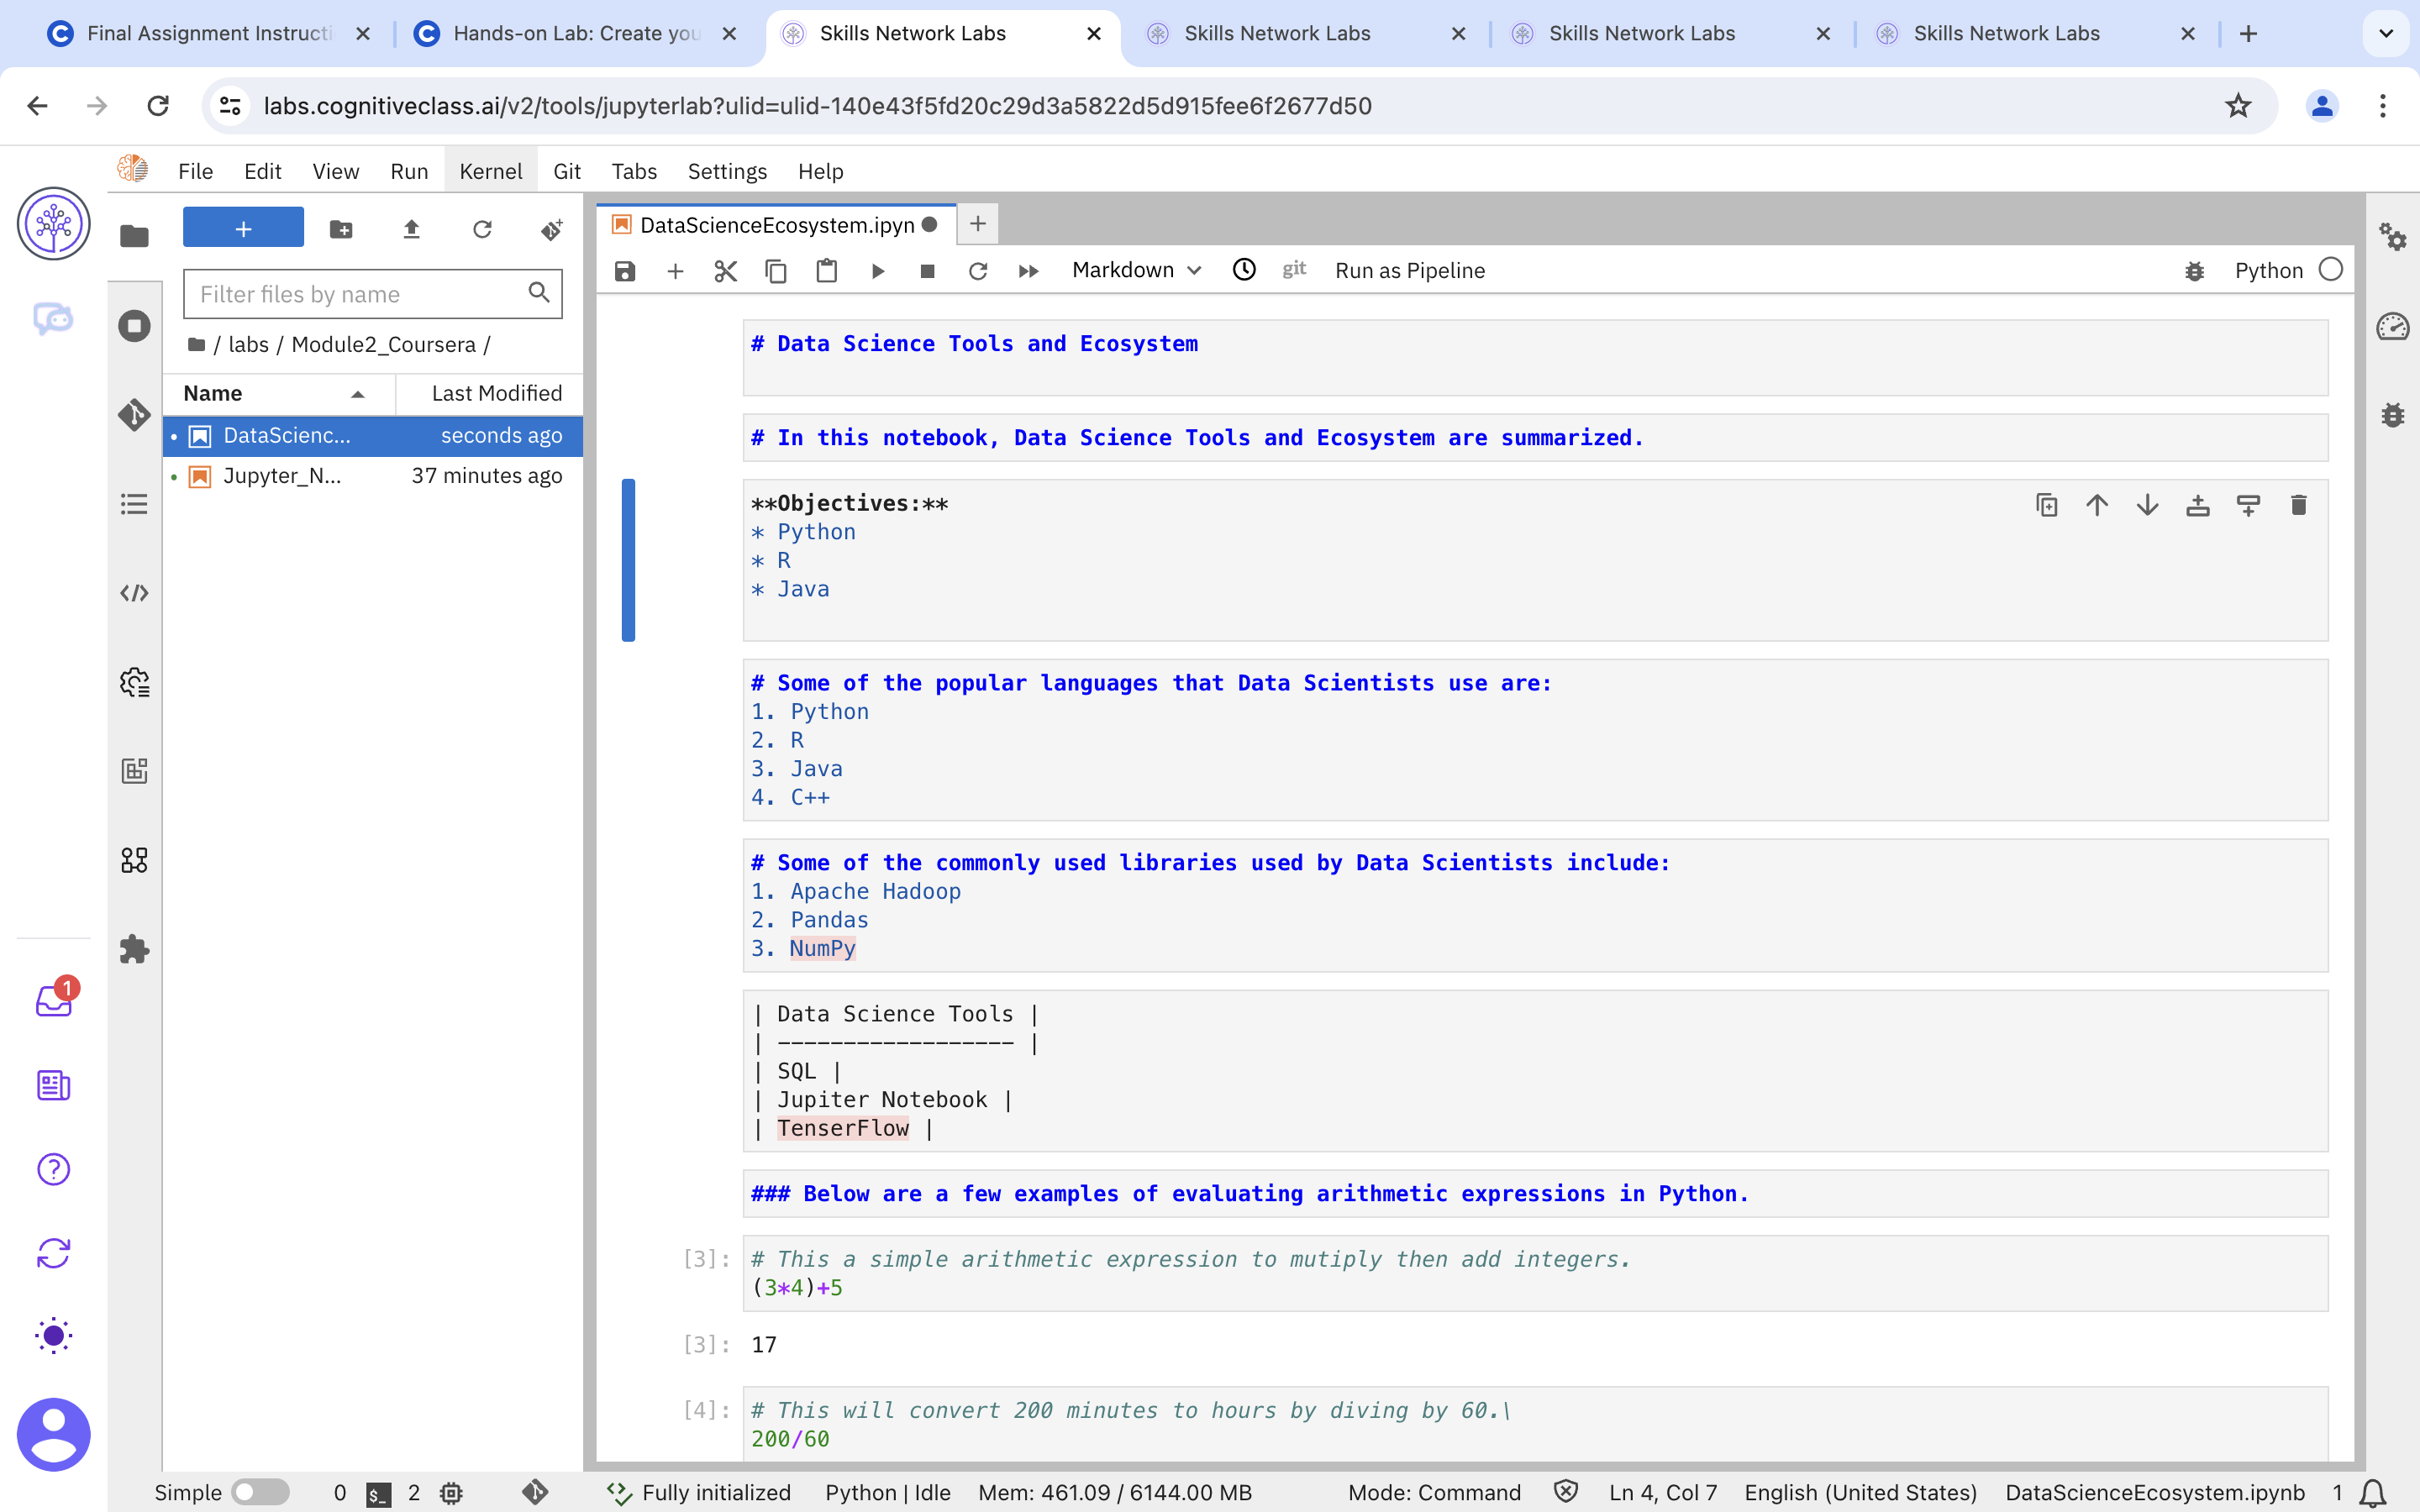 Final Assignment Instructi
Hands-on Lab: Create you
Skills Network Labs
Skills Network Labs
Skills Network Labs
Skills Network Labs
labs.cognitiveclass.ai/v2/tools/jupyterlab?ulid=ulid-140e43f5fd20c29d3a5822d5d915fee6f2677d50
File Edit View Run Kernel Git Tabs Settings Help
DataScienceEcosystem.ipyn
Filter files by name
/ labs / Module2_Coursera /
Name Last Modified
DataScienc... seconds ago
Jupyter_N... 37 minutes ago
Markdown git Run as Pipeline Python
# Data Science Tools and Ecosystem
# In this notebook, Data Science Tools and Ecosystem are summarized.
**Objectives:**
* Python
* R
* Java
# Some of the popular languages that Data Scientists use are:
1. Python
2. R
3. Java
4. C++
# Some of the commonly used libraries used by Data Scientists include:
1. Apache Hadoop
2. Pandas
3. NumPy
| Data Science Tools |
| ------------------ |
| SQL |
| Jupiter Notebook |
| TenserFlow |
### Below are a few examples of evaluating arithmetic expressions in Python.
[3]: # This a simple arithmetic expression to mutiply then add integers.
(3*4)+5
[3]: 17
[4]: # This will convert 200 minutes to hours by diving by 60.\
200/60
1
Simple 0 $_ 2 Fully initialized Python | Idle Mem: 461.09 / 6144.00 MB Mode: Command Ln 4, Col 7 English (United States) DataScienceEcosystem.ipynb 1